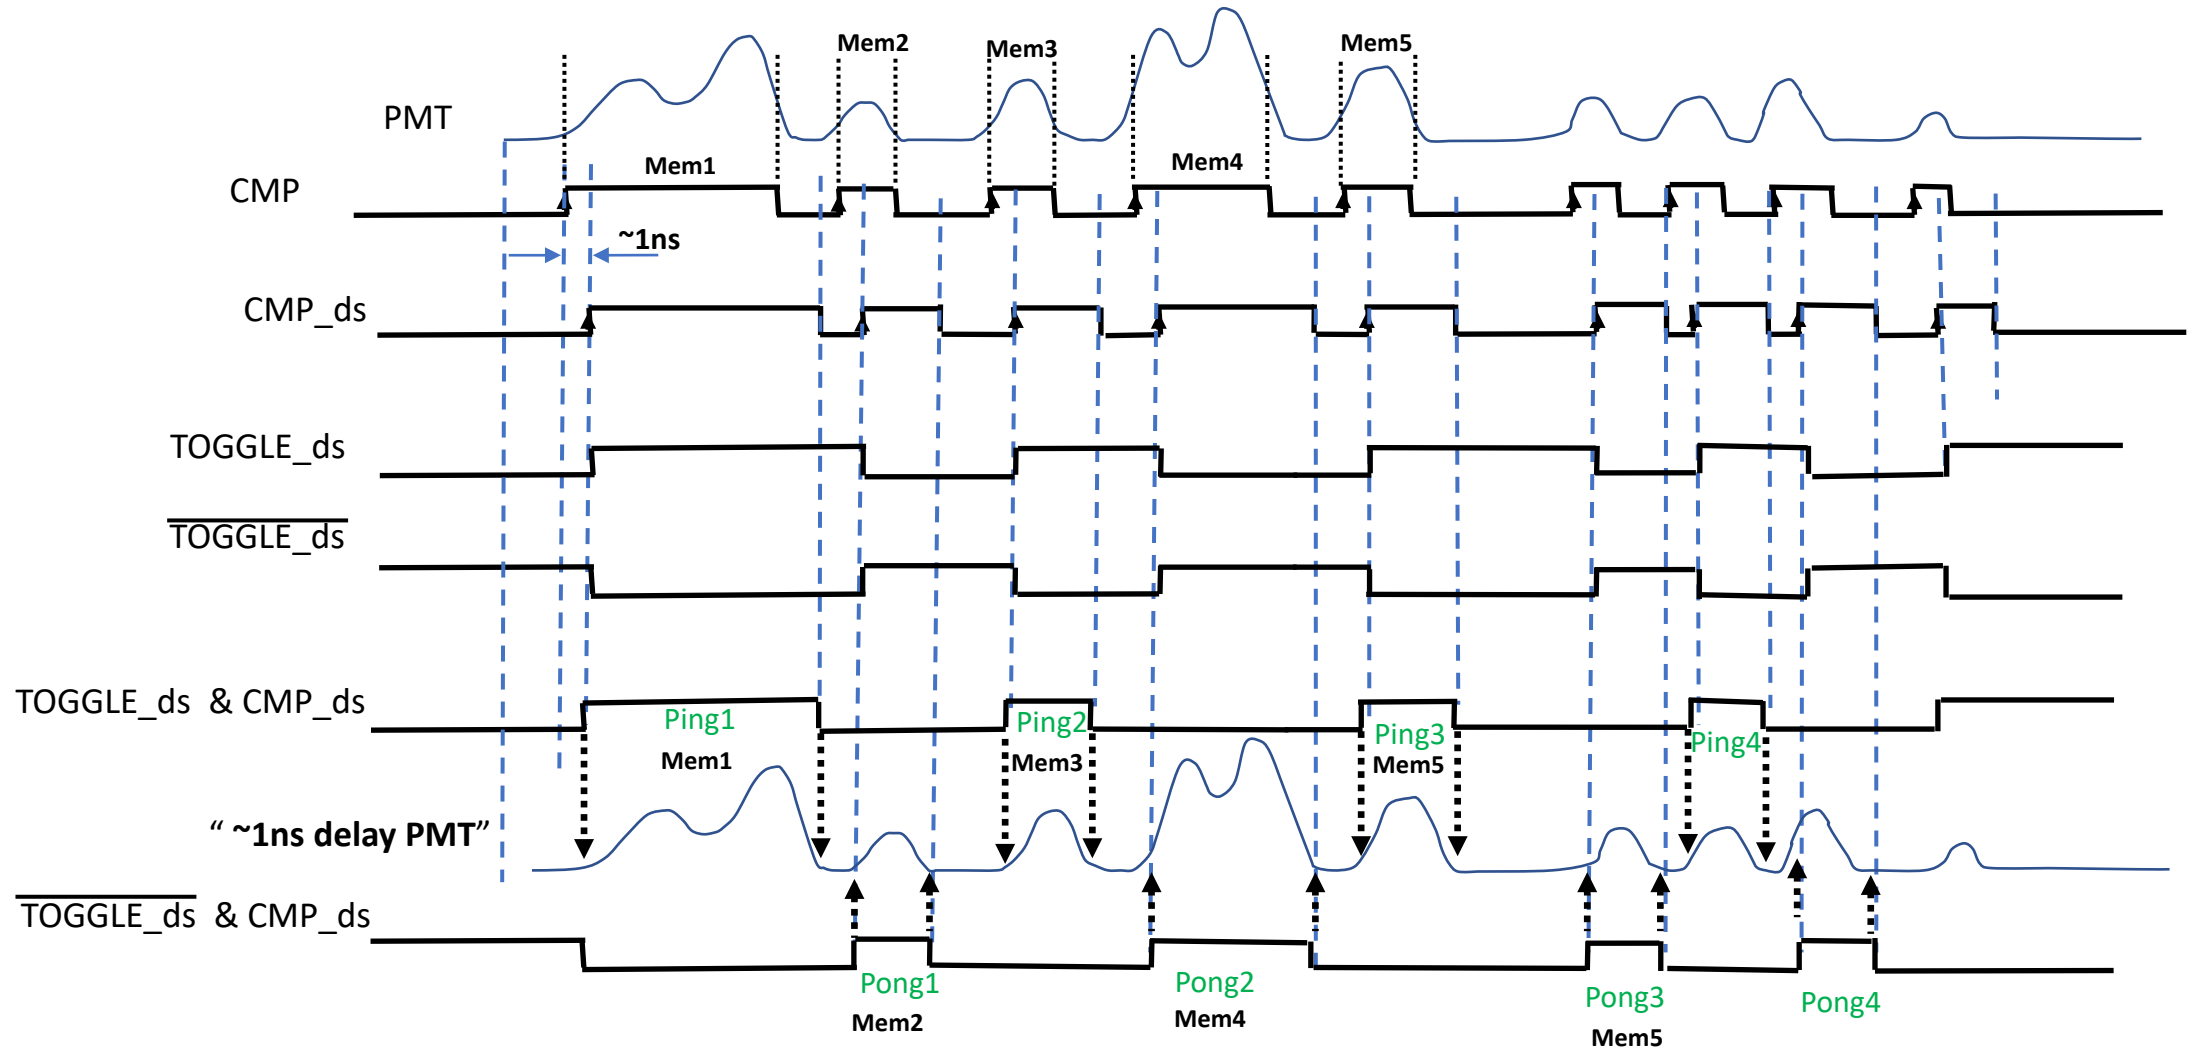 Mem2
Mem3
Mem5
PMT
Mem1
Mem4
CMP
~1ns
CMP_ds
TOGGLE_ds
TOGGLE_ds
TOGGLE_ds & CMP_ds
Ping1
Ping2
Ping3
Ping4
Mem1
Mem3
Mem5
“ ~1ns delay PMT”
TOGGLE_ds & CMP_ds
Pong1
Pong2
Pong3
Pong4
Mem2
Mem4
Mem5